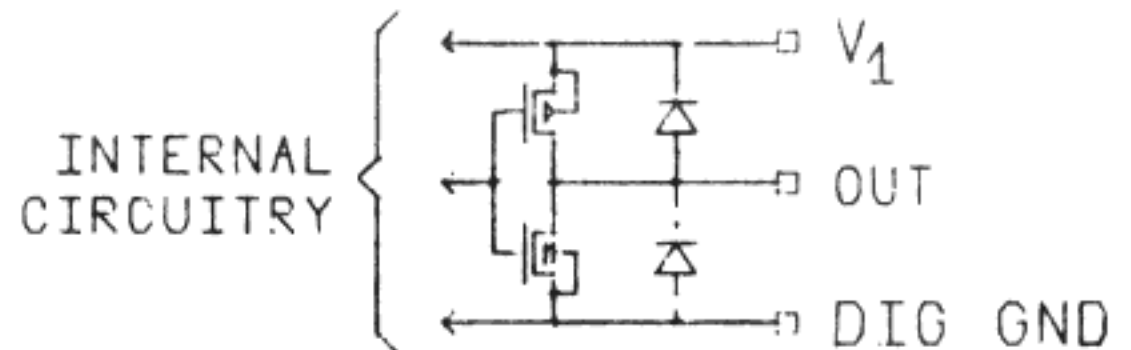 V1
INTERNAL
CIRCUITRY
OUT
DIG GND